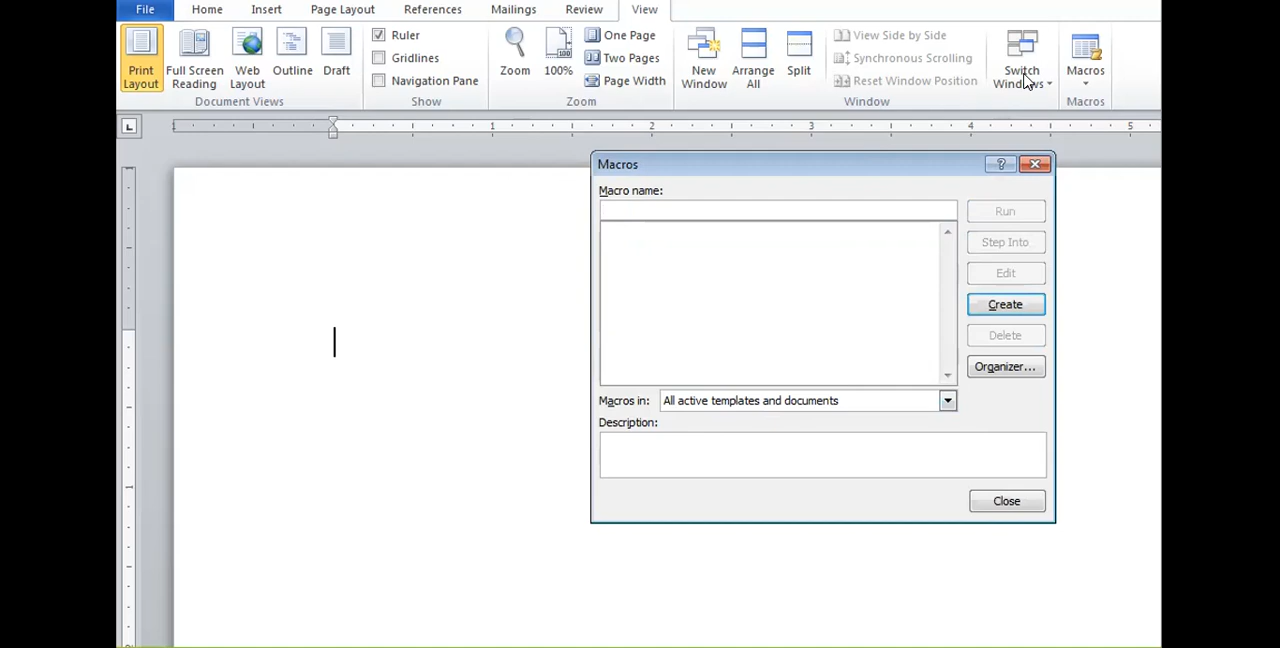 File Home Insert Page Layout References Mailings Review View
Ruler One Page View Side by Side
Gridlines Two Pages Synchronous Scrolling
Print Layout Full Screen Reading Web Layout Outline Draft Navigation Pane Zoom 100% Page Width New Window Arrange All Split Reset Window Position Switch Windows Macros
Document Views Show Zoom Window Macros
L 1 1 2 3 4 5
Macros ?
Macro name:
Run
Step Into
Edit
Create
Delete
Organizer...
Macros in: All active templates and documents
Description:
Close
1